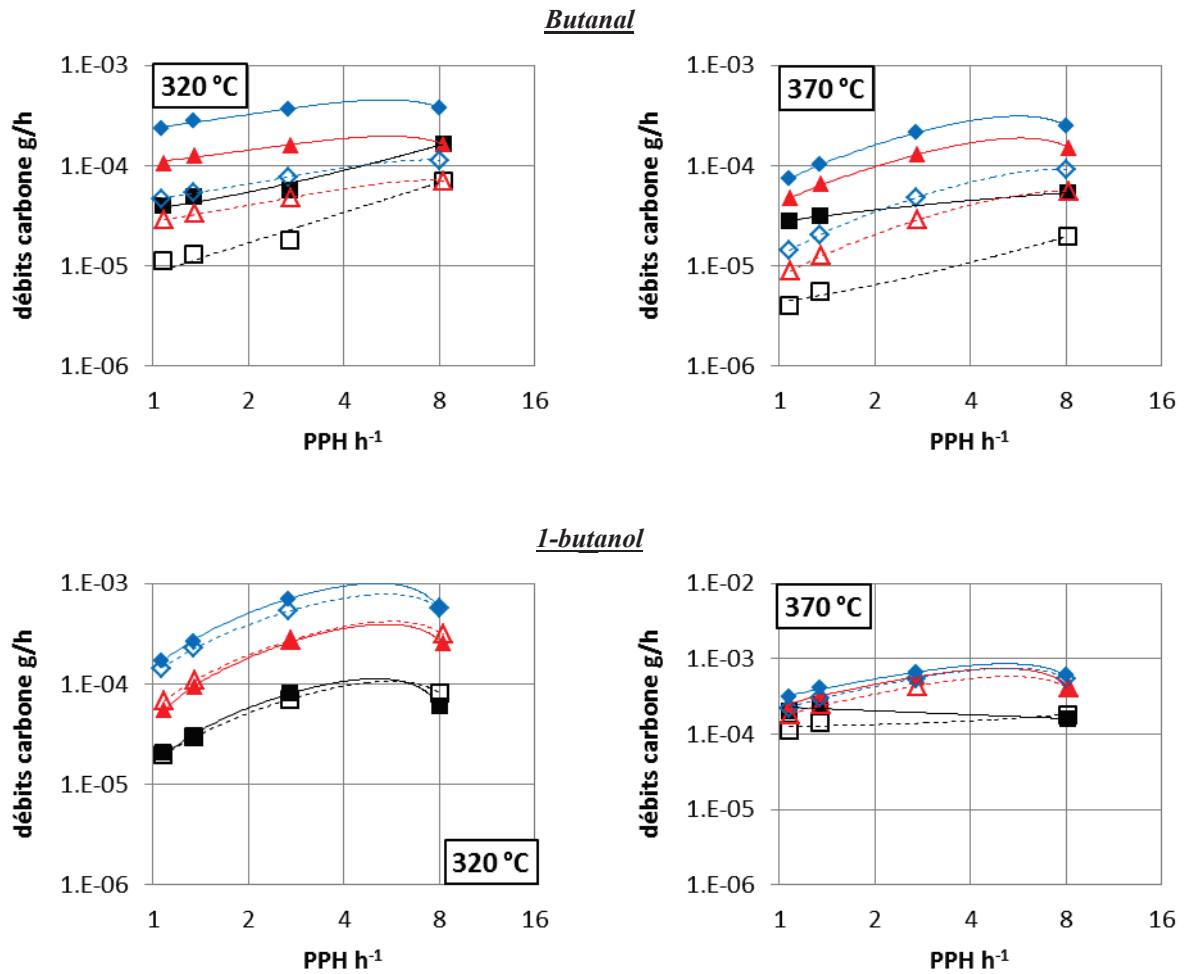 Butanal
320 °C
débits carbone g/h
1.E-03
1.E-04
1.E-05
1.E-06
1 2 4 8 16
PPH h⁻¹
370 °C
débits carbone g/h
1.E-03
1.E-04
1.E-05
1.E-06
1 2 4 8 16
PPH h⁻¹
1-butanol
320 °C
débits carbone g/h
1.E-03
1.E-04
1.E-05
1.E-06
1 2 4 8 16
PPH h⁻¹
370 °C
débits carbone g/h
1.E-02
1.E-03
1.E-04
1.E-05
1.E-06
1 2 4 8 16
PPH h⁻¹